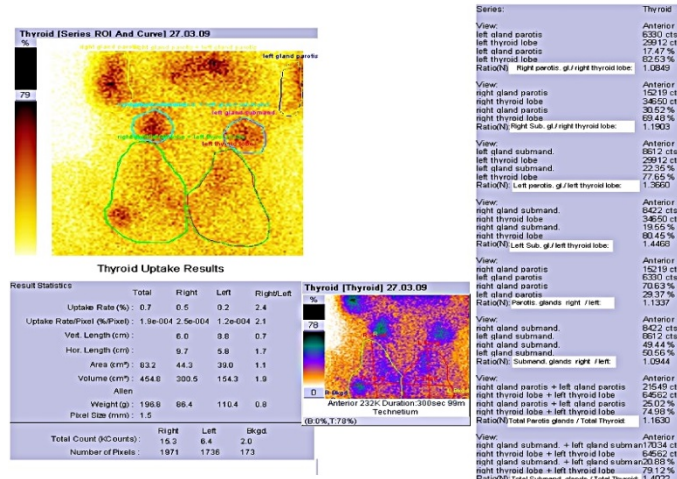 Thyroid [Series ROI And Curve] 27.03.09
%
79
left gland parotis
left gland submand.
Thyroid Uptake Results
Result Statistics
Total Right Left Right/Left
Uptake Rate (%) : 0.7 0.5 0.2 2.4
Uptake Rate/Pixel (%/Pixel) : 1.9e-004 2.5e-004 1.2e-004 2.1
Vert. Length (cm) : 6.0 8.8 0.7
Hor. Length (cm) : 9.7 5.8 1.7
Area (cm²) : 83.2 44.3 39.0 1.1
Volume (cm³) : 454.8 300.5 154.3 1.9
Allen
Weight (g) : 196.8 86.4 110.4 0.8
Pixel Size (mm) : 1.5
Right Left Bkgd.
Total Count (KCounts) : 15.3 6.4 2.0
Number of Pixels : 1971 1736 173
Thyroid [Thyroid] 27.03.09
%
78
0
Anterior 232K Duration:300sec 99m
Technetium
(B:0%,T:78%)
Series: Thyroid
View: Anterior
left gland parotis 6330 cts
left thyroid lobe 29912 ct
left gland parotis 17.47 %
left thyroid lobe 82.53 %
Ratio(N): Right parotis. gl./ right thyroid lobe: 1.0849
View: Anterior
right gland parotis 15219 ct
right thyroid lobe 34650 ct
right gland parotis 30.52 %
right thyroid lobe 69.48 %
Ratio(N): Right Sub. gl./ right thyroid lobe: 1.1903
View: Anterior
left gland submand. 8612 cts
left thyroid lobe 29912 ct
left gland submand. 22.35 %
left thyroid lobe 77.65 %
Ratio(N): Left parotis. gl./ left thyroid lobe: 1.3660
View: Anterior
right gland submand. 8422 cts
right thyroid lobe 34650 ct
right gland submand. 19.55 %
right thyroid lobe 80.45 %
Ratio(N): Left Sub. gl./ left thyroid lobe: 1.4468
View: Anterior
right gland parotis 15219 ct
left gland parotis 6330 cts
right gland parotis 70.63 %
left gland parotis 29.37 %
Ratio(N): Parotis. glands right / left: 1.1337
View: Anterior
right gland submand. 8422 cts
left gland submand. 8612 cts
right gland submand. 49.44 %
left gland submand. 50.56 %
Ratio(N): Submand. glands right / left: 1.0944
View: Anterior
right gland parotis + left gland parotis 21549 ct
right thyroid lobe + left thyroid lobe 64562 ct
right gland parotis + left gland parotis 25.02 %
right thyroid lobe + left thyroid lobe 74.98 %
Ratio(N) Total Parotis glands / Total Thyroid: 1.1630
View: Anterior
right gland submand. + left gland subman 17034 ct
right thyroid lobe + left thyroid lobe 64562 ct
right gland submand. + left gland subman 20.88 %
right thyroid lobe + left thyroid lobe 79.12 %
Ratio(N) Total Submand. glands / Total Thyroid: 1.4022